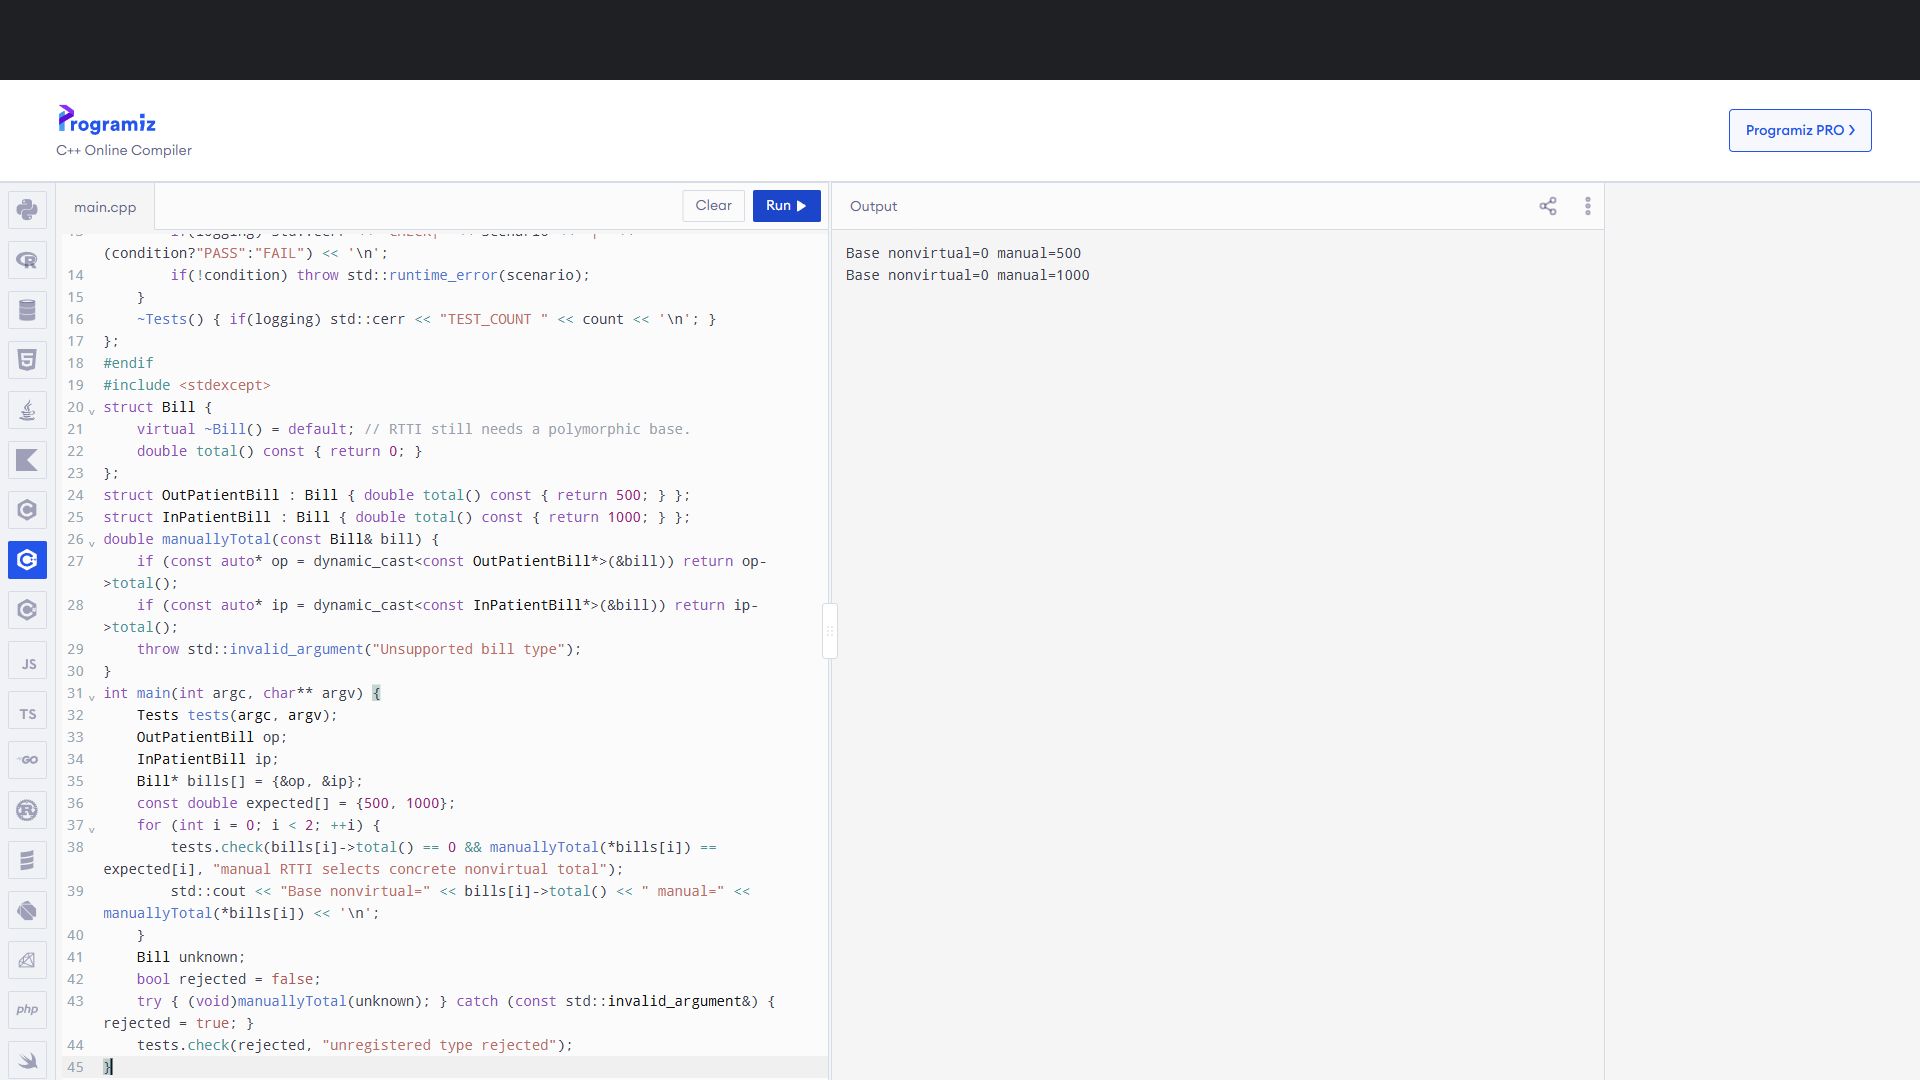 Programiz
C++ Online Compiler
Programiz PRO ❯
main.cpp
Clear
Run ▶
Output
(condition?"PASS":"FAIL") << '\n';
14 if(!condition) throw std::runtime_error(scenario);
15 }
16 ~Tests() { if(logging) std::cerr << "TEST_COUNT " << count << '\n'; }
17 };
18 #endif
19 #include <stdexcept>
20 struct Bill {
21 virtual ~Bill() = default; // RTTI still needs a polymorphic base.
22 double total() const { return 0; }
23 };
24 struct OutPatientBill : Bill { double total() const { return 500; } };
25 struct InPatientBill : Bill { double total() const { return 1000; } };
26 double manuallyTotal(const Bill& bill) {
27 if (const auto* op = dynamic_cast<const OutPatientBill*>(&bill)) return op-
>total();
28 if (const auto* ip = dynamic_cast<const InPatientBill*>(&bill)) return ip-
>total();
29 throw std::invalid_argument("Unsupported bill type");
30 }
31 int main(int argc, char** argv) {
32 Tests tests(argc, argv);
33 OutPatientBill op;
34 InPatientBill ip;
35 Bill* bills[] = {&op, &ip};
36 const double expected[] = {500, 1000};
37 for (int i = 0; i < 2; ++i) {
38 tests.check(bills[i]->total() == 0 && manuallyTotal(*bills[i]) ==
expected[i], "manual RTTI selects concrete nonvirtual total");
39 std::cout << "Base nonvirtual=" << bills[i]->total() << " manual=" <<
manuallyTotal(*bills[i]) << '\n';
40 }
41 Bill unknown;
42 bool rejected = false;
43 try { (void)manuallyTotal(unknown); } catch (const std::invalid_argument&) {
rejected = true; }
44 tests.check(rejected, "unregistered type rejected");
45 }
Base nonvirtual=0 manual=500
Base nonvirtual=0 manual=1000
JS
TS
GO
php